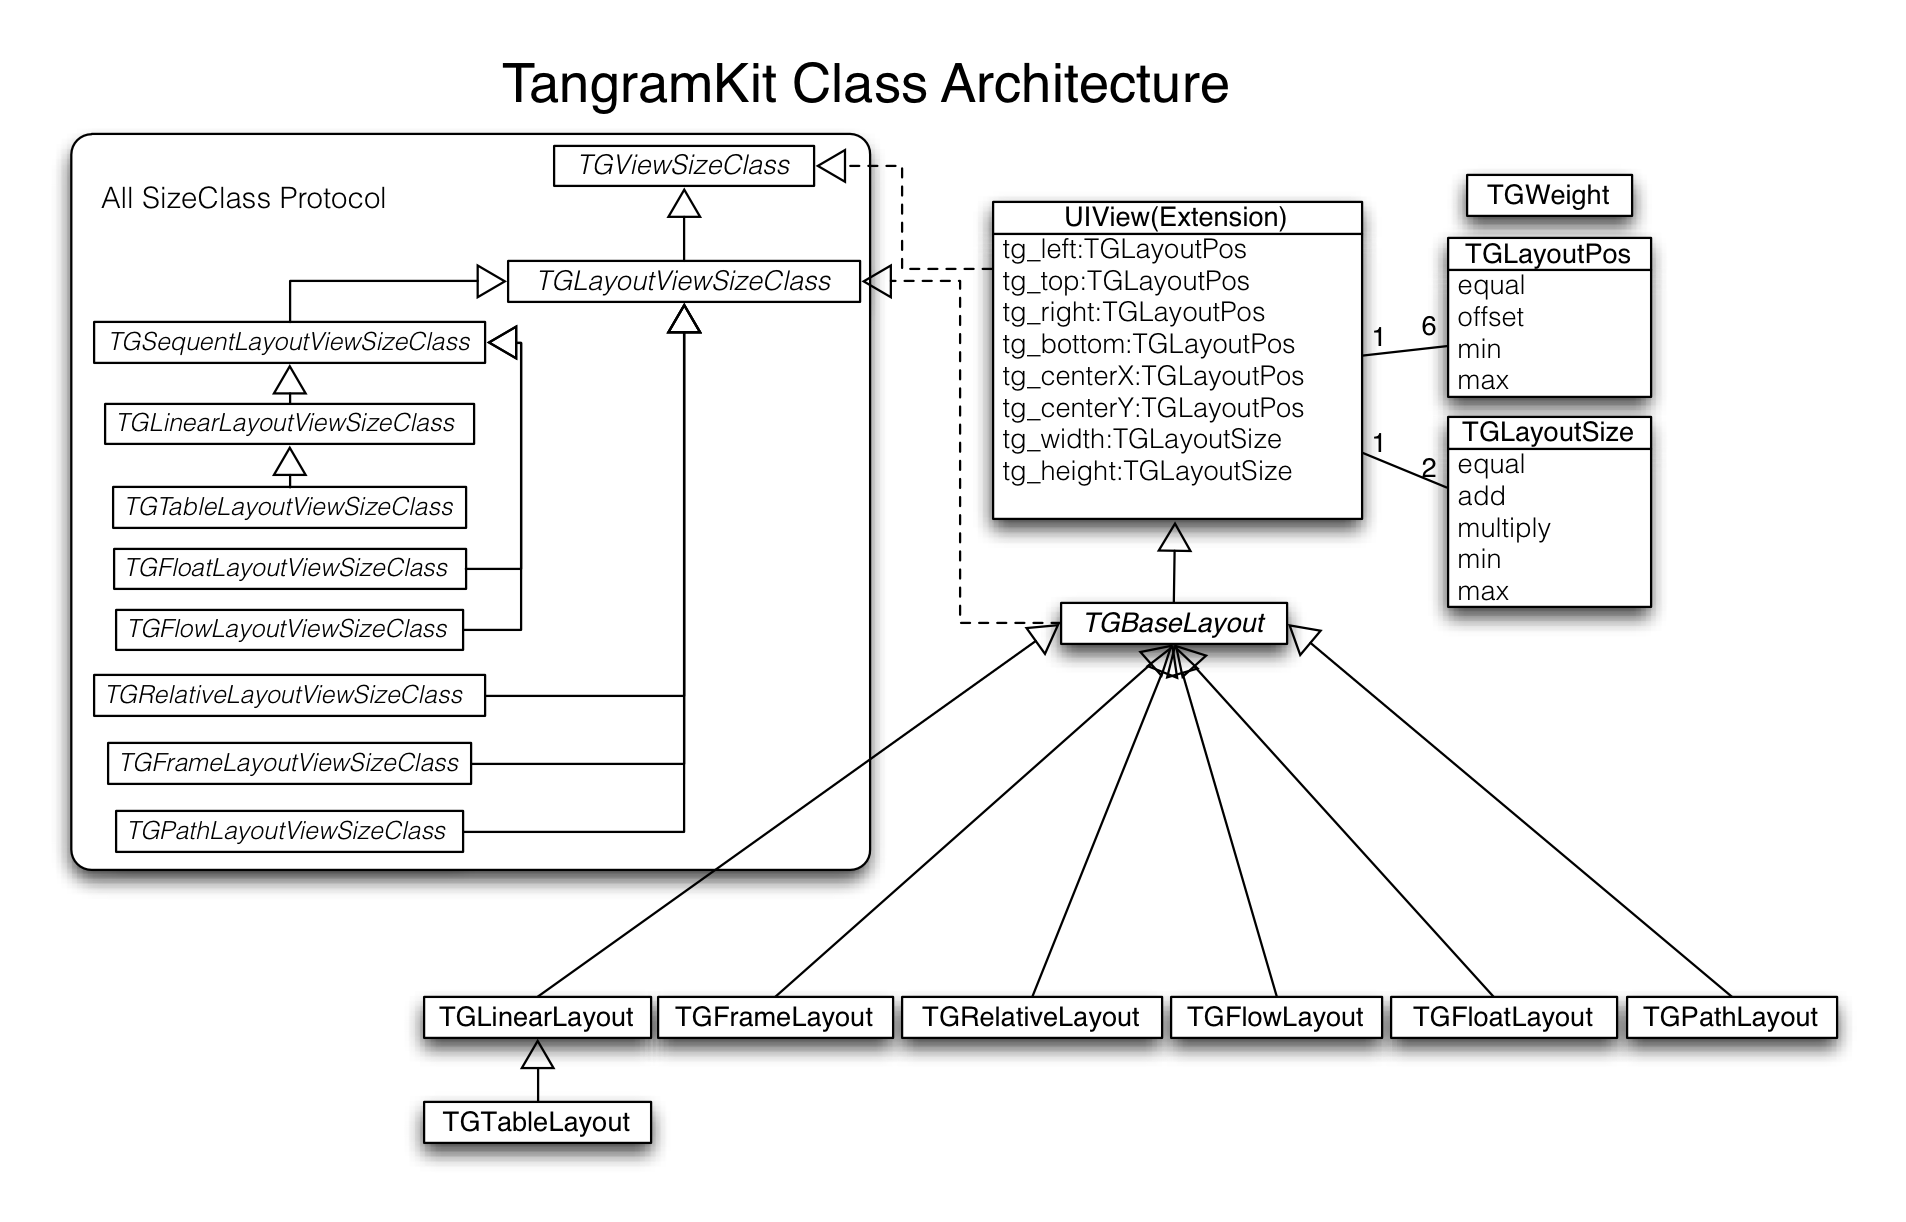 TangramKit Class Architecture
All SizeClass Protocol
TGViewSizeClass
TGLayoutViewSizeClass
TGSequentLayoutViewSizeClass
TGLinearLayoutViewSizeClass
TGTableLayoutViewSizeClass
TGFloatLayoutViewSizeClass
TGFlowLayoutViewSizeClass
TGRelativeLayoutViewSizeClass
TGFrameLayoutViewSizeClass
TGPathLayoutViewSizeClass
UIView(Extension)
tg_left:TGLayoutPos
tg_top:TGLayoutPos
tg_right:TGLayoutPos
tg_bottom:TGLayoutPos
tg_centerX:TGLayoutPos
tg_centerY:TGLayoutPos
tg_width:TGLayoutSize
tg_height:TGLayoutSize
1
6
1
2
TGWeight
TGLayoutPos
equal
offset
min
max
TGLayoutSize
equal
add
multiply
min
max
TGBaseLayout
TGLinearLayout
TGFrameLayout
TGRelativeLayout
TGFlowLayout
TGFloatLayout
TGPathLayout
TGTableLayout